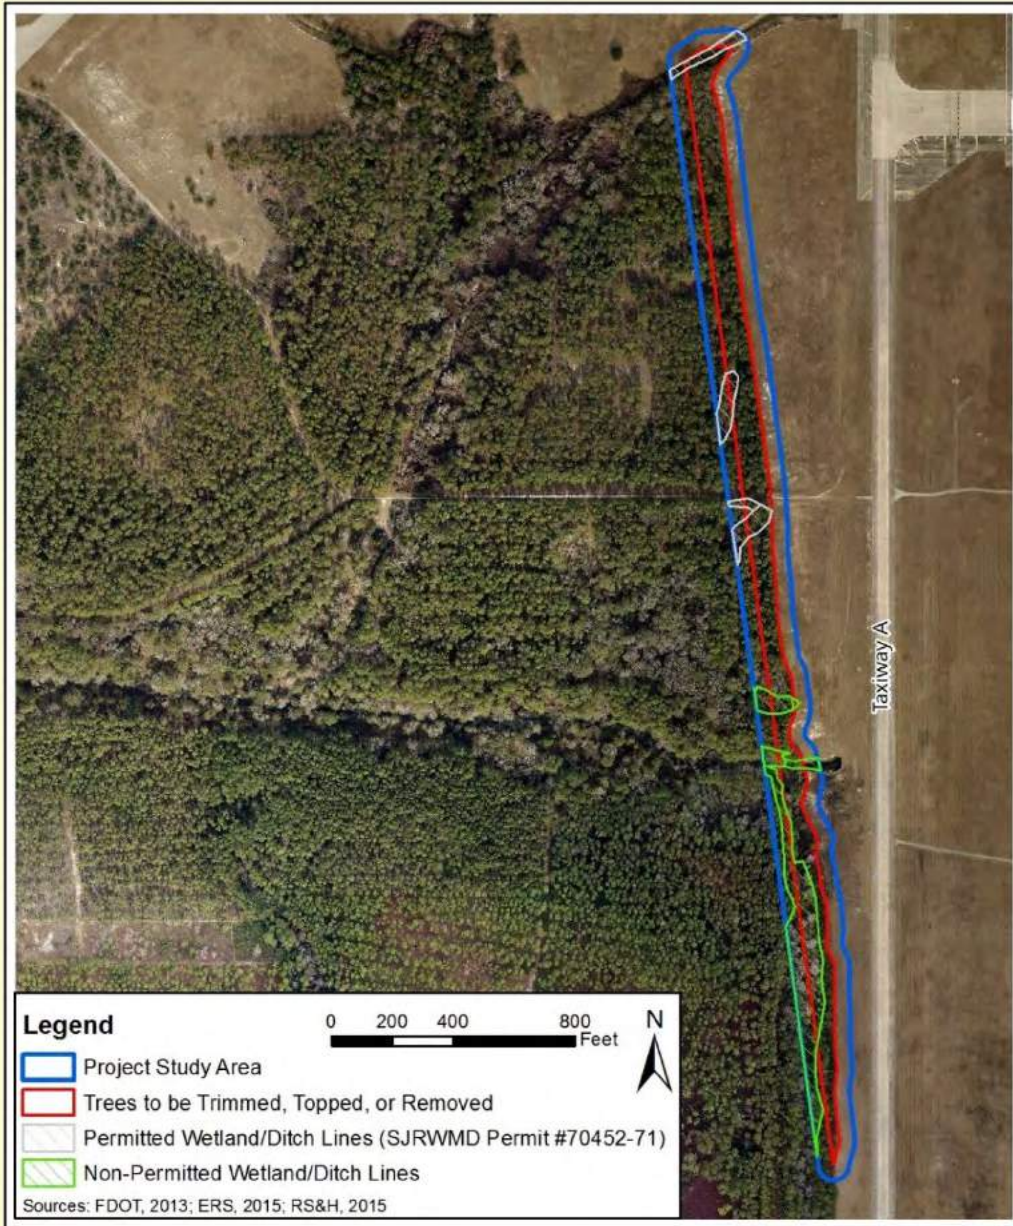 Taxiway A
Legend
0 200 400 800
Feet
N
Project Study Area
Trees to be Trimmed, Topped, or Removed
Permitted Wetland/Ditch Lines (SJRWMD Permit #70452-71)
Non-Permitted Wetland/Ditch Lines
Sources: FDOT, 2013; ERS, 2015; RS&H, 2015